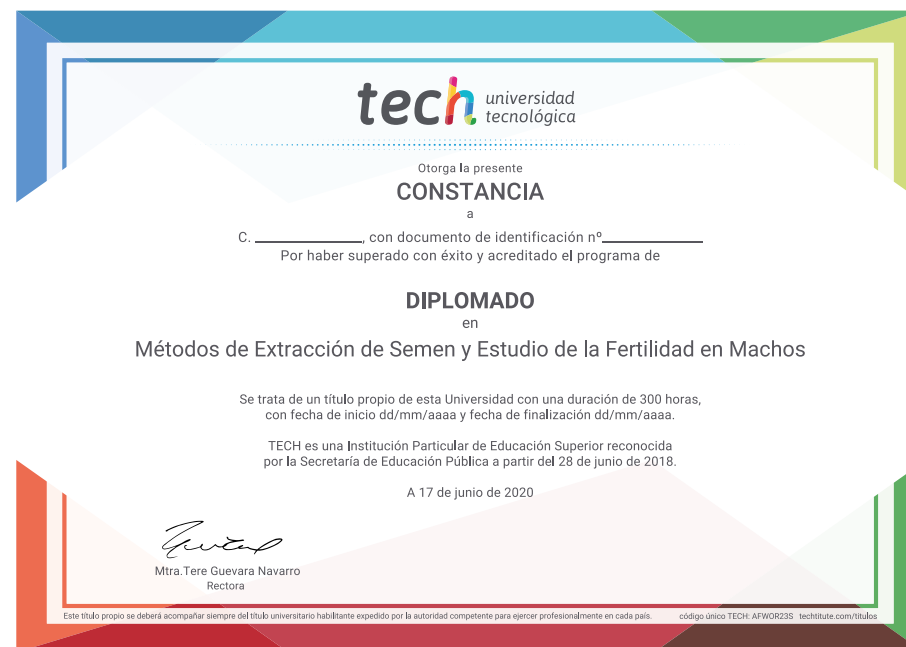 tech universidad
tecnológica
Otorga la presente
CONSTANCIA
a
C. ____________, con documento de identificación nº____________
Por haber superado con éxito y acreditado el programa de
DIPLOMADO
en
Métodos de Extracción de Semen y Estudio de la Fertilidad en Machos
Se trata de un título propio de esta Universidad con una duración de 300 horas,
con fecha de inicio dd/mm/aaaa y fecha de finalización dd/mm/aaaa.
TECH es una Institución Particular de Educación Superior reconocida
por la Secretaría de Educación Pública a partir del 28 de junio de 2018.
A 17 de junio de 2020
Mtra.Tere Guevara Navarro
Rectora
Este título propio se deberá acompañar siempre del título universitario habilitante expedido por la autoridad competente para ejercer profesionalmente en cada país. código único TECH: AFWOR23S techtitute.com/titulos